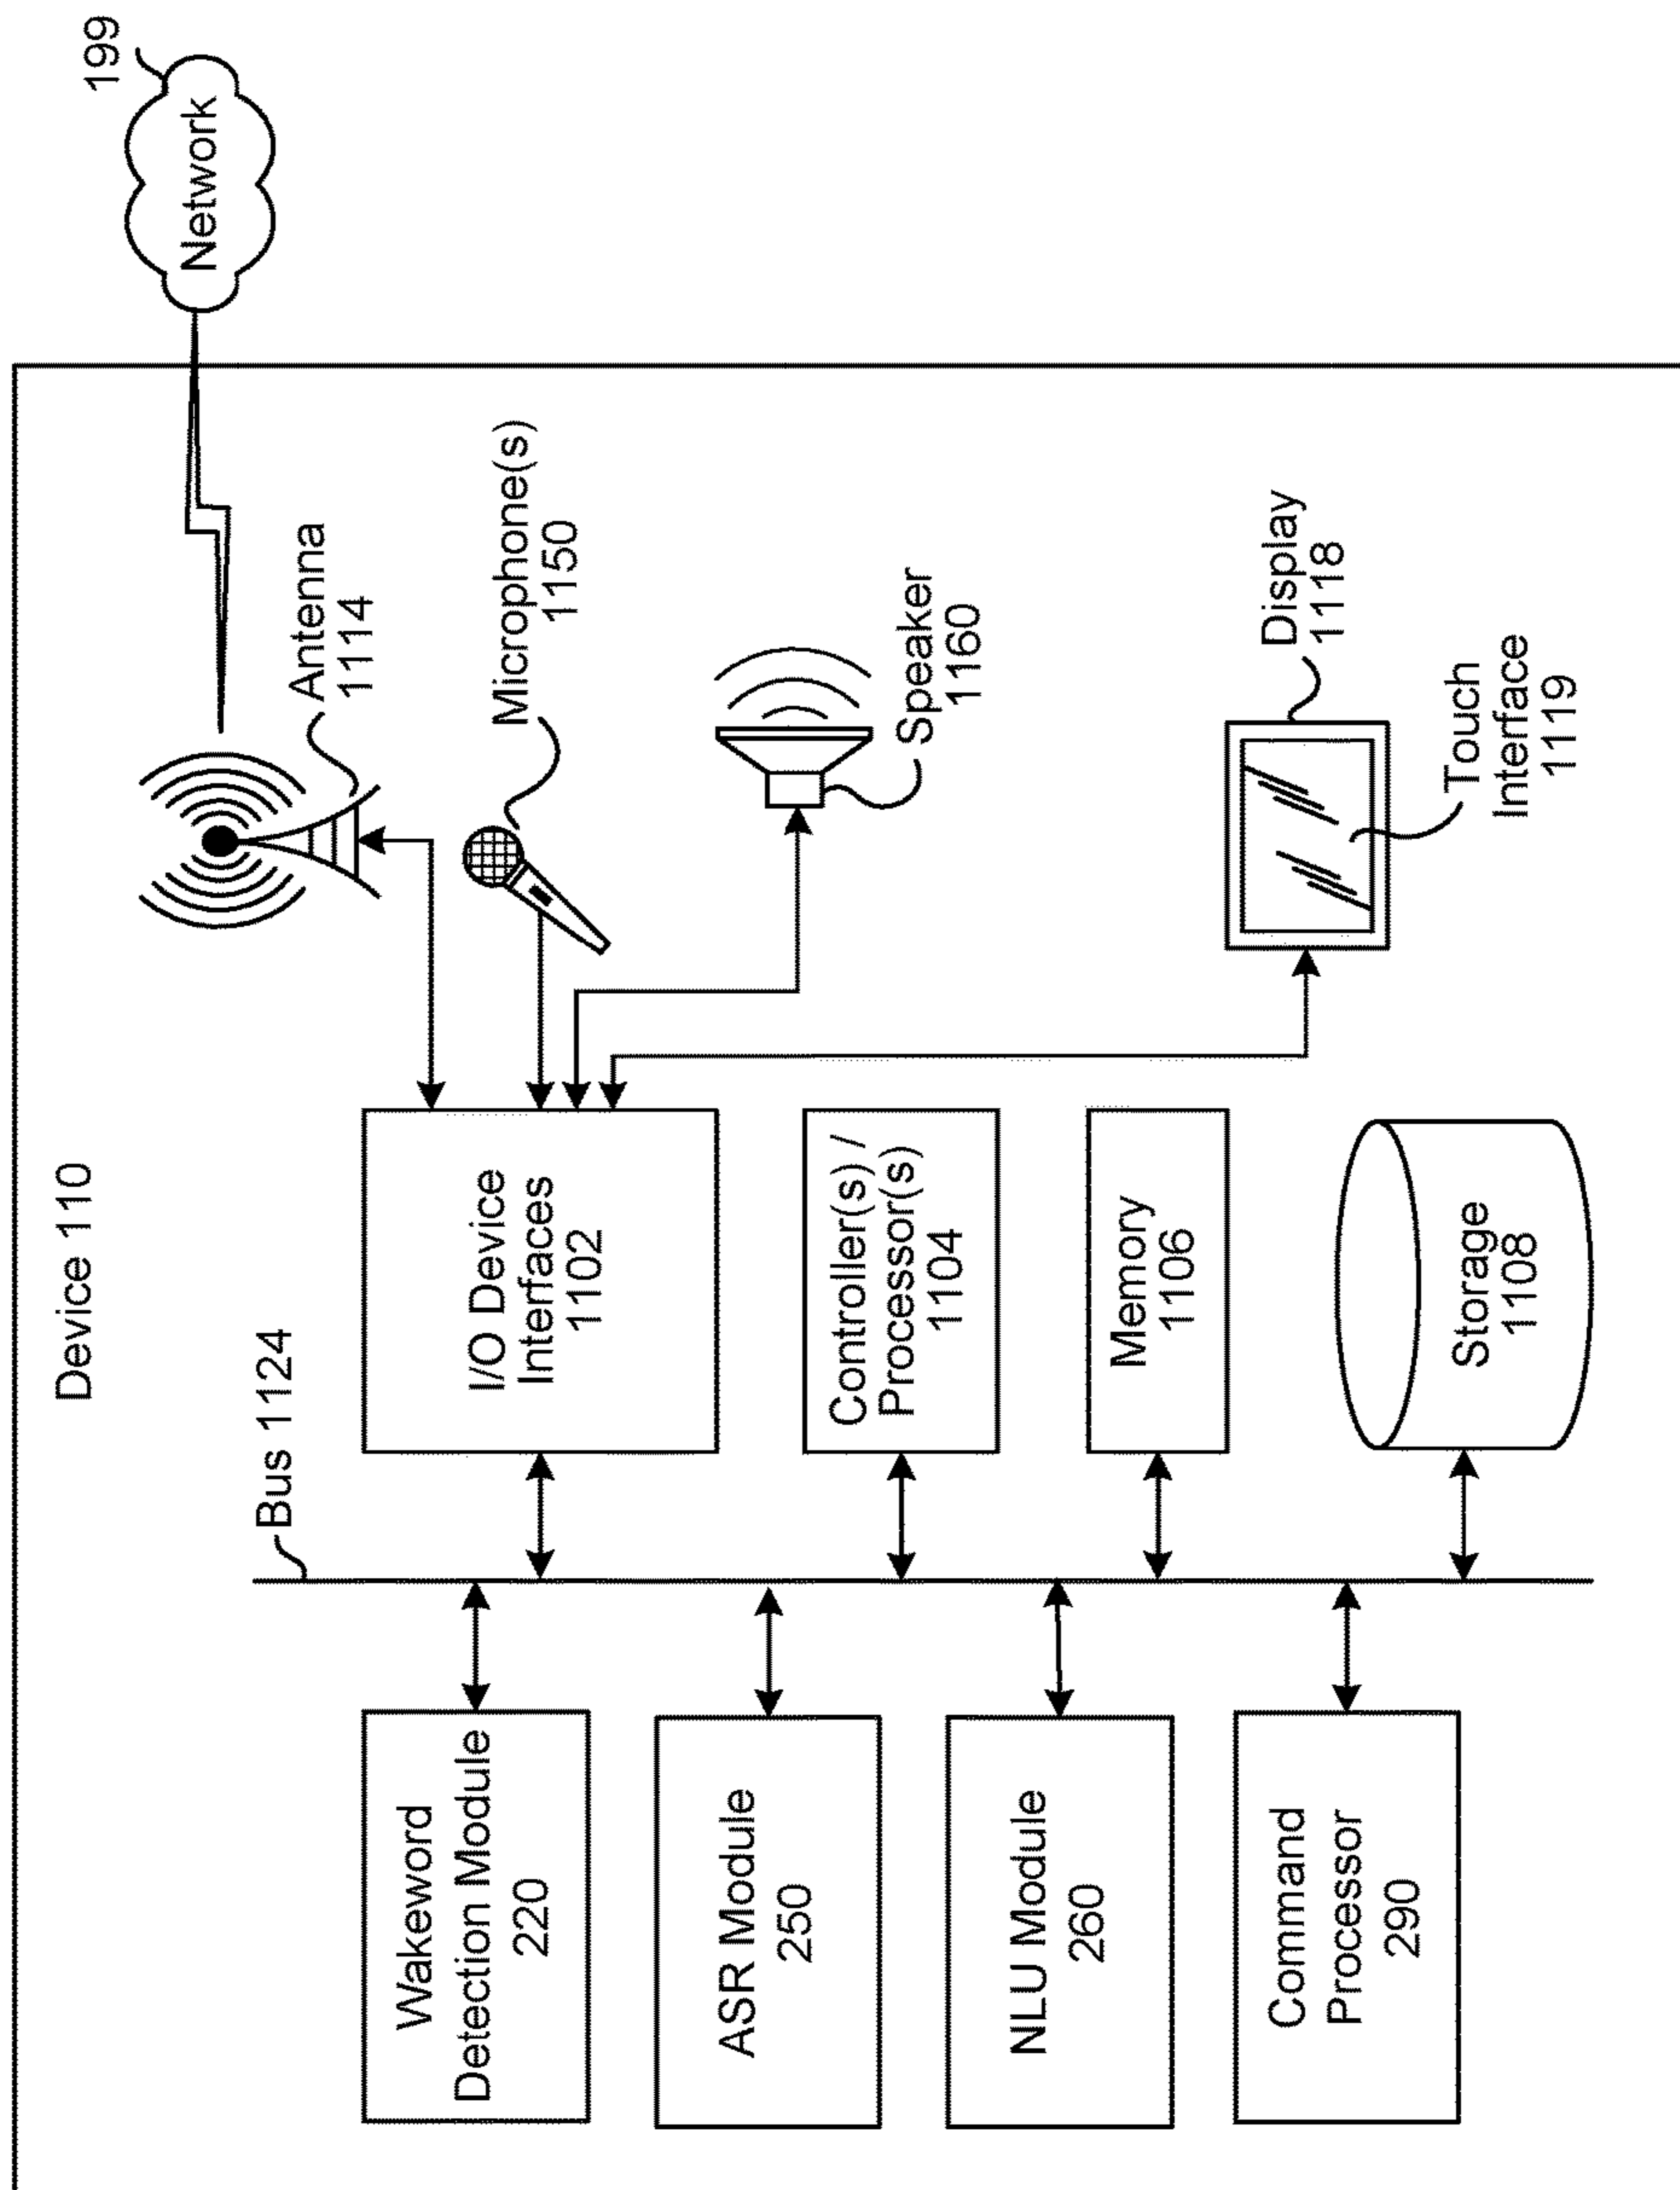 Device 110
Bus 1124
199
Network
Antenna
1114
Microphone(s)
1150
Speaker
1160
Display
1118
Touch
Interface
1119
I/O Device
Interfaces
1102
Controller(s) /
Processor(s)
1104
Memory
1106
Storage
1108
Wakeword
Detection Module
220
ASR Module
250
NLU Module
260
Command
Processor
290